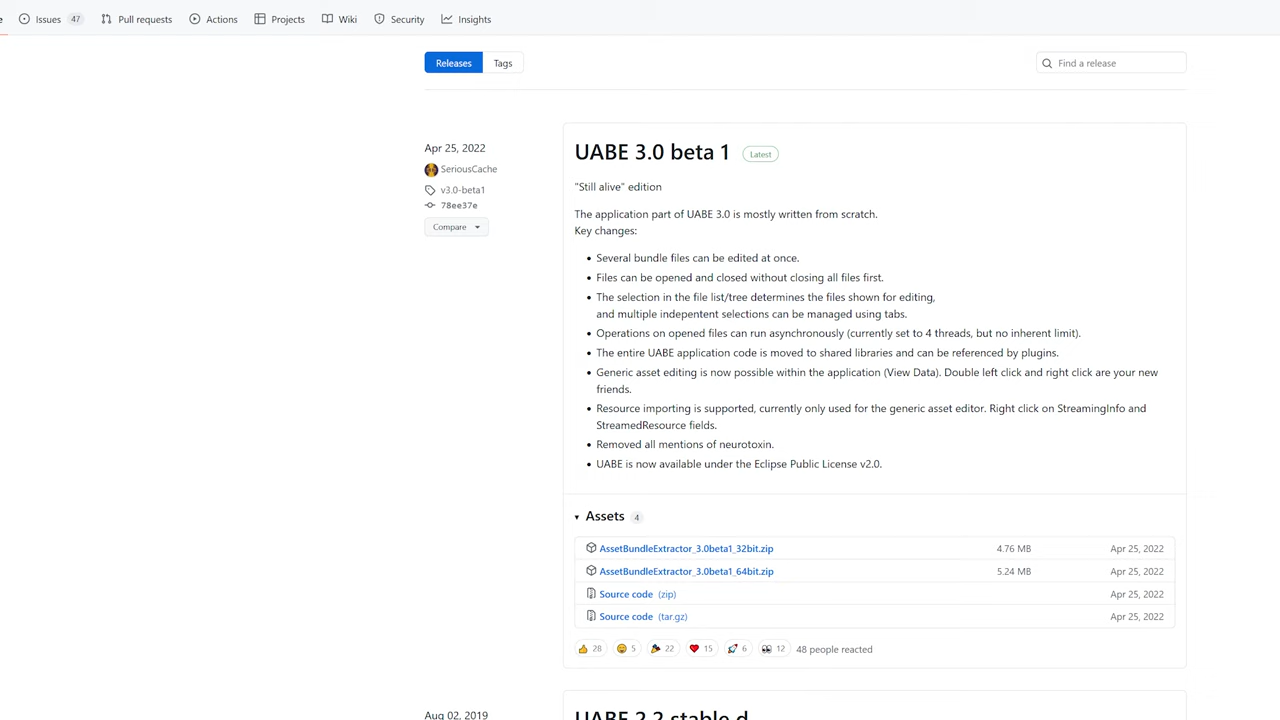 Issues 47 Pull requests Actions Projects Wiki Security Insights
Releases Tags Find a release
Apr 25, 2022
SeriousCache
v3.0-beta1
78ee37e
Compare
UABE 3.0 beta 1 Latest
"Still alive" edition
The application part of UABE 3.0 is mostly written from scratch.
Key changes:
Several bundle files can be edited at once.
Files can be opened and closed without closing all files first.
The selection in the file list/tree determines the files shown for editing,
and multiple indepentent selections can be managed using tabs.
Operations on opened files can run asynchronously (currently set to 4 threads, but no inherent limit).
The entire UABE application code is moved to shared libraries and can be referenced by plugins.
Generic asset editing is now possible within the application (View Data). Double left click and right click are your new
friends.
Resource importing is supported, currently only used for the generic asset editor. Right click on StreamingInfo and
StreamedResource fields.
Removed all mentions of neurotoxin.
UABE is now available under the Eclipse Public License v2.0.
Assets 4
AssetBundleExtractor_3.0beta1_32bit.zip 4.76 MB Apr 25, 2022
AssetBundleExtractor_3.0beta1_64bit.zip 5.24 MB Apr 25, 2022
Source code (zip) Apr 25, 2022
Source code (tar.gz) Apr 25, 2022
28 5 22 15 6 12 48 people reacted
Aug 02, 2019
UABE 2.2 stable d